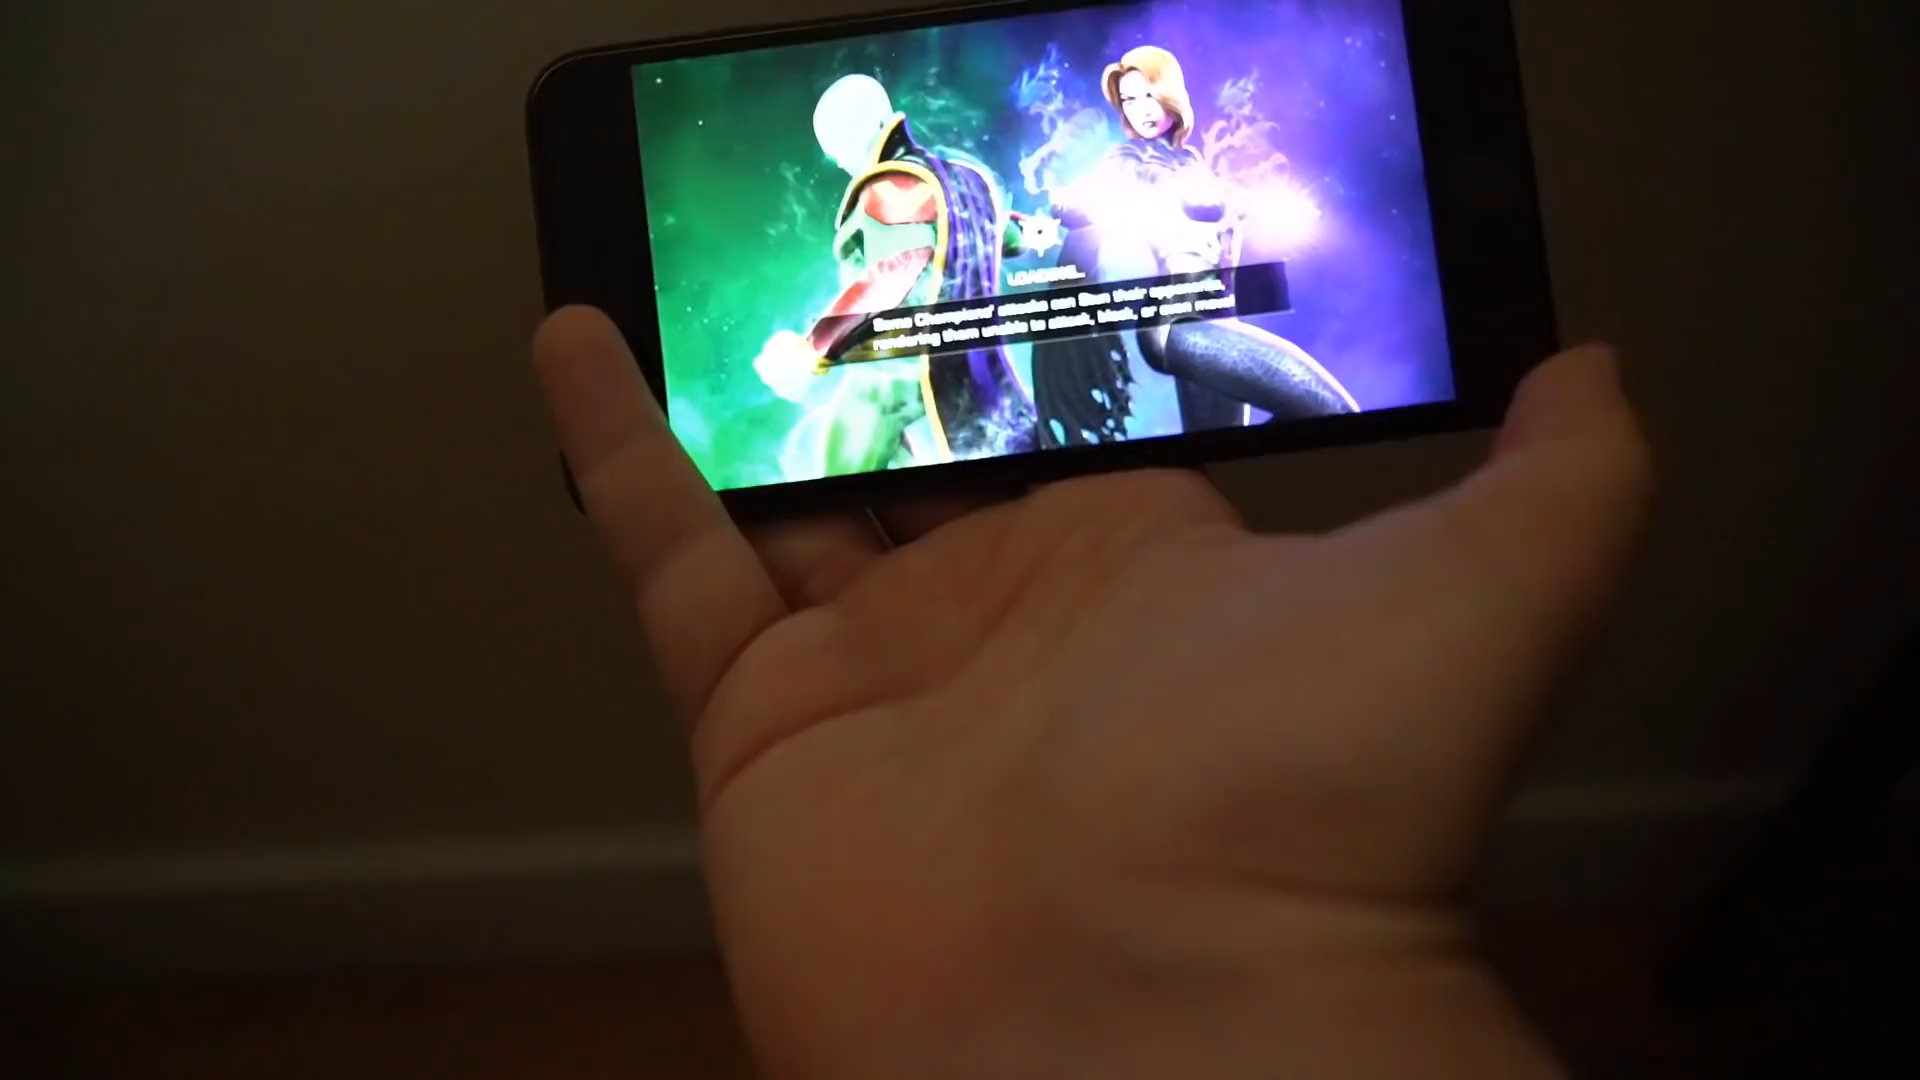 LOADING...
Some Champions' attacks can Stun their opponents,
rendering them unable to attack, block, or even move!